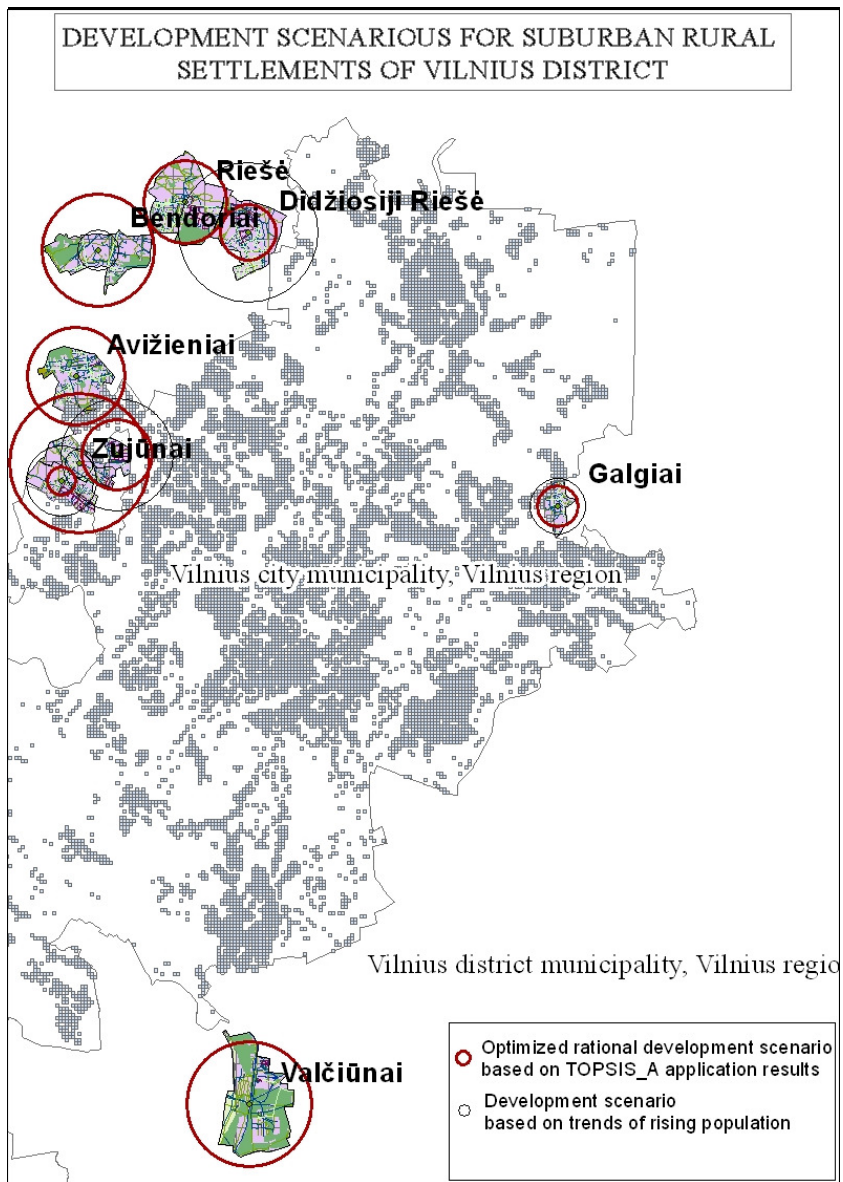 DEVELOPMENT SCENARIOUS FOR SUBURBAN RURAL
SETTLEMENTS OF VILNIUS DISTRICT
Riešė
Didžiosiji Riešė
Bendoriai
Avižieniai
Zujūnai
Galgiai
Vilnius city municipality, Vilnius region
Vilnius district municipality, Vilnius regio
Valčiūnai
Optimized rational development scenario
based on TOPSIS_A application results
Development scenario
based on trends of rising population